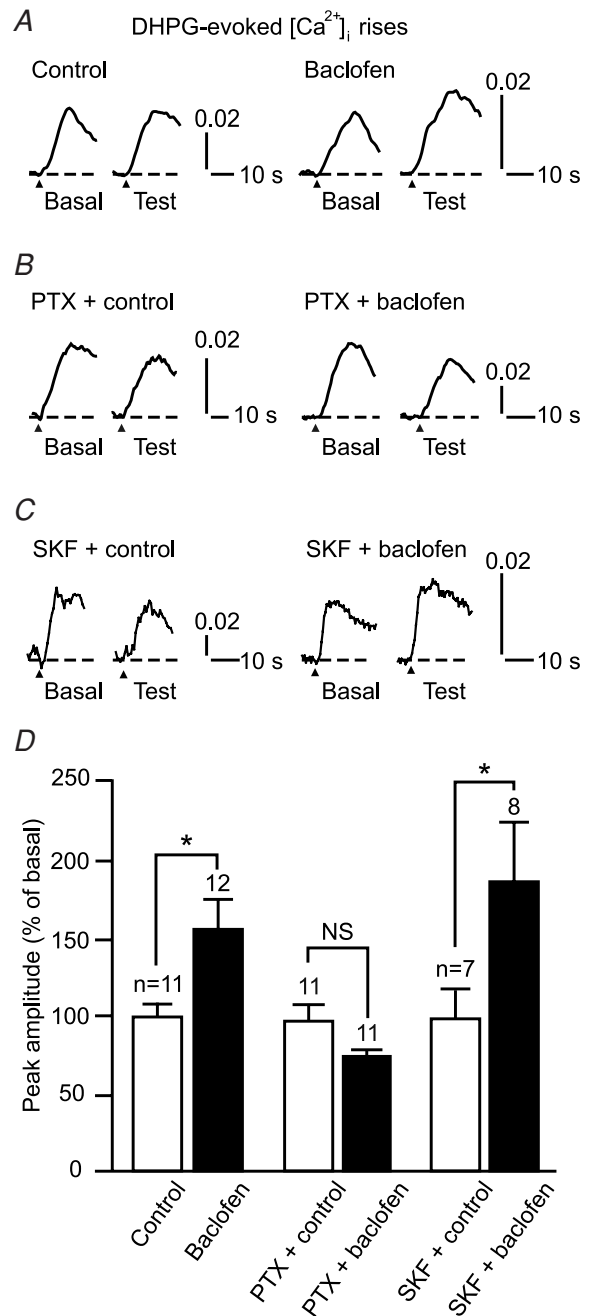 A DHPG-evoked [Ca2+]i rises
Control Baclofen
0.02 0.02
10 s 10 s
Basal Test Basal Test
B
PTX + control PTX + baclofen
0.02 0.02
10 s 10 s
Basal Test Basal Test
C
SKF + control SKF + baclofen
0.02 0.02
10 s 10 s
Basal Test Basal Test
D
Peak amplitude (% of basal)
250
200
150
100
50
0
* NS *
n=11 12 11 11 n=7 8
Control Baclofen PTX + control PTX + baclofen SKF + control SKF + baclofen